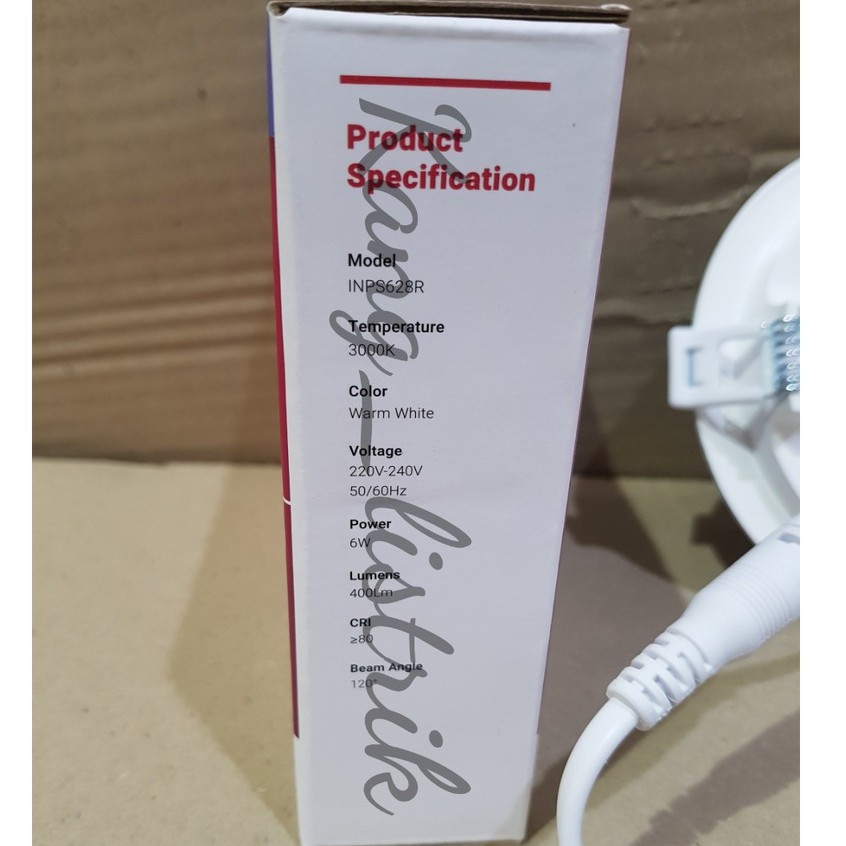 Product
Specification
Model
INPS628R
Temperature
3000K
Color
Warm White
Voltage
220V-240V
50/60Hz
Power
6W
Lumens
400Lm
CRI
≥80
Beam Angle
120°
Kang_listrik